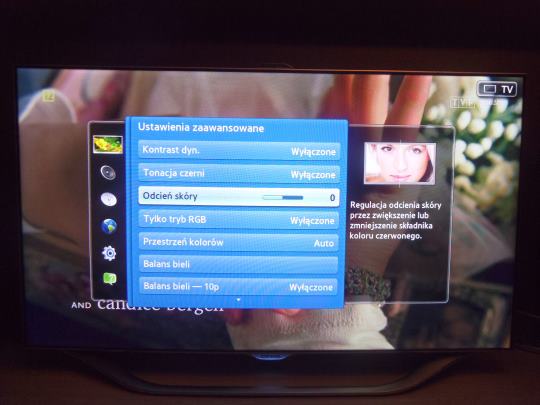 TV
Ustawienia zaawansowane
Kontrast dyn. Wyłączone
Tonacja czerni Wyłączone
Odcień skóry 0
Tylko tryb RGB Wyłączone
Przestrzeń kolorów Auto
Balans bieli
Balans bieli — 10p Wyłączone
Regulacja odcienia skóry
przez zwiększenie lub
zmniejszenie składnika
koloru czerwonego.
AND candice bergen